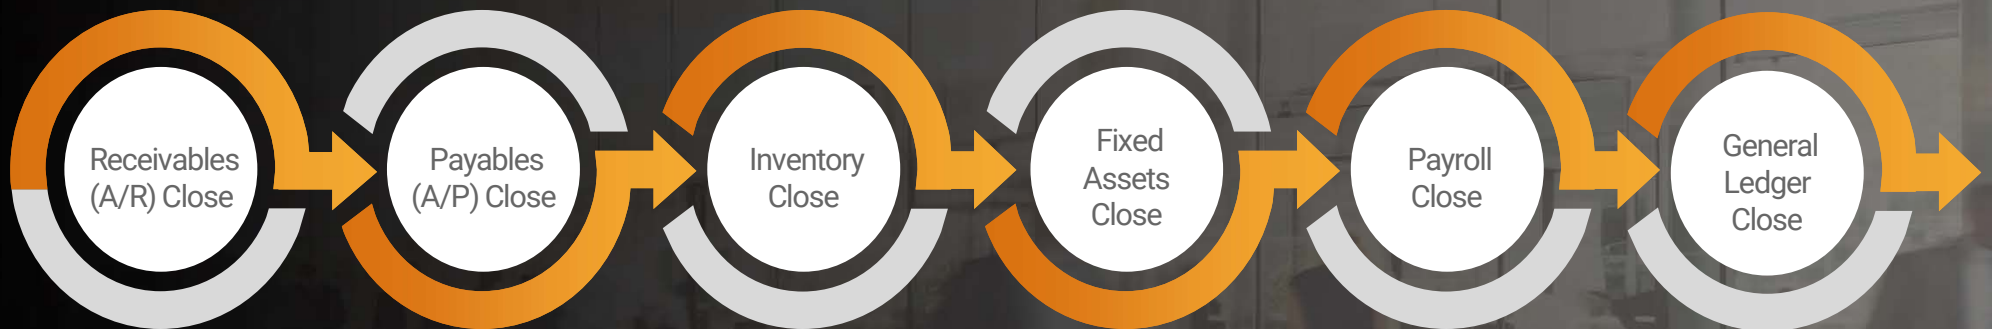 Receivables
(A/R) Close
Payables
(A/P) Close
Inventory
Close
Fixed
Assets
Close
Payroll
Close
General
Ledger
Close